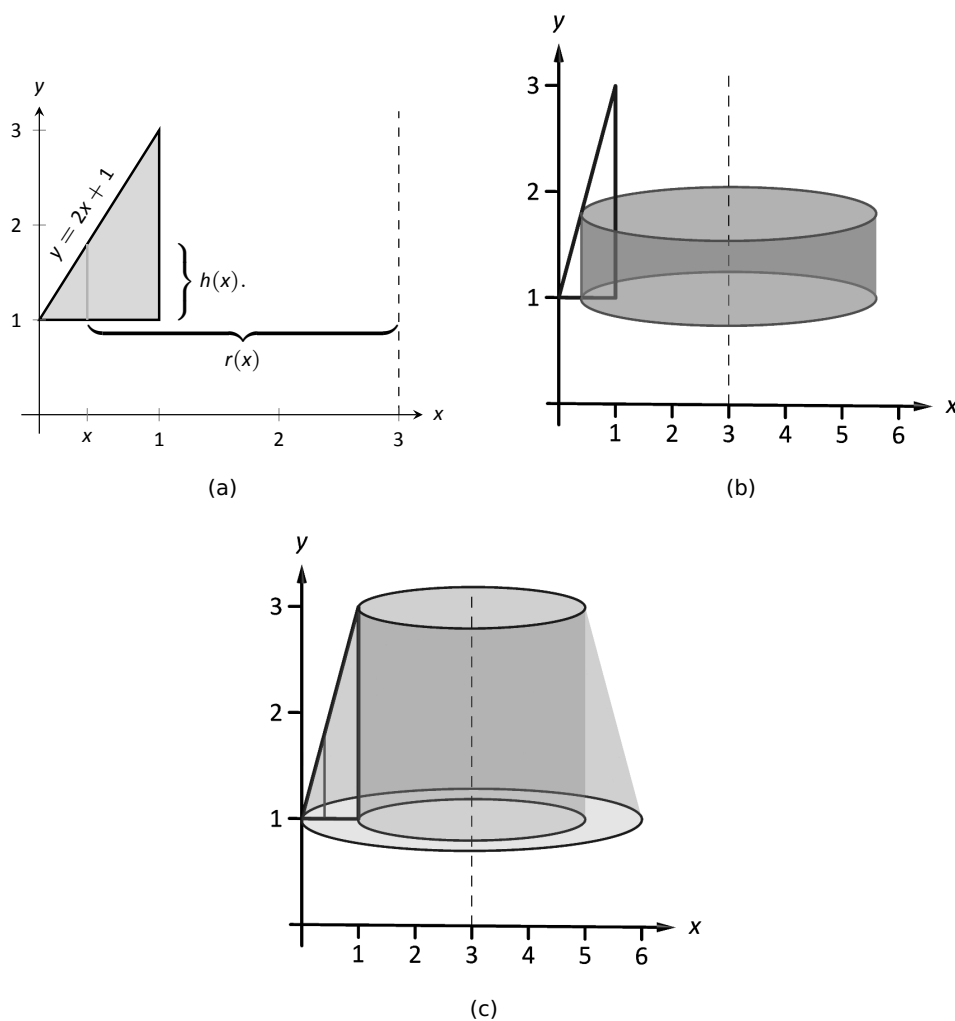 y
3
y = 2x + 1
2
h(x).
1
r(x)
x
x 1 2 3
(a)
y
3
2
1
x
1 2 3 4 5 6
(b)
y
3
2
1
x
1 2 3 4 5 6
(c)